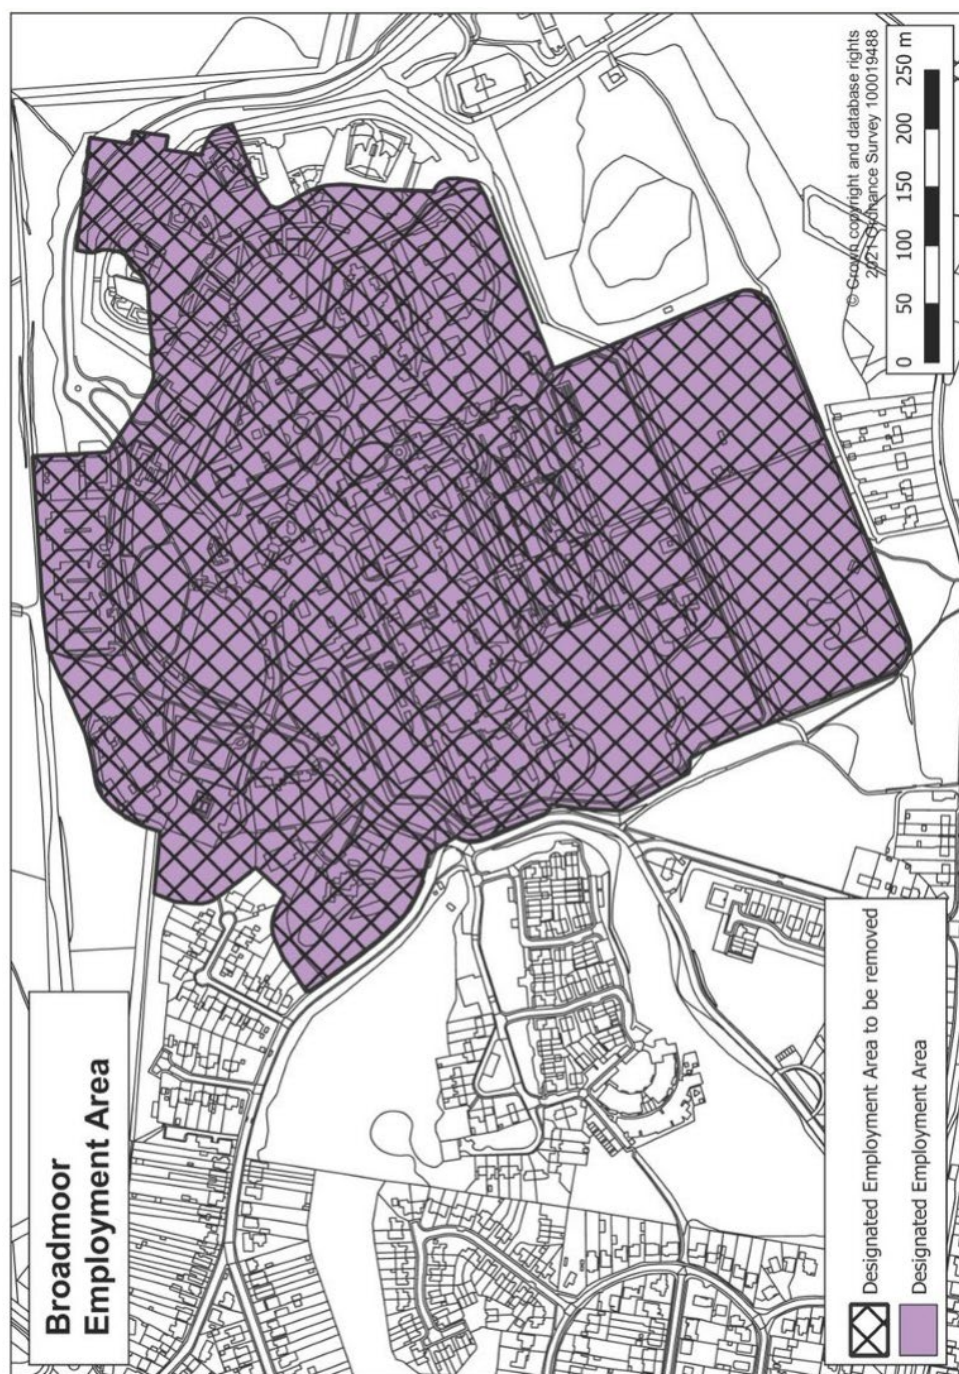 Broadmoor
Employment Area
© Crown copyright and database rights
2021 Ordnance Survey 100019488
0 50 100 150 200 250 m
Designated Employment Area to be removed
Designated Employment Area